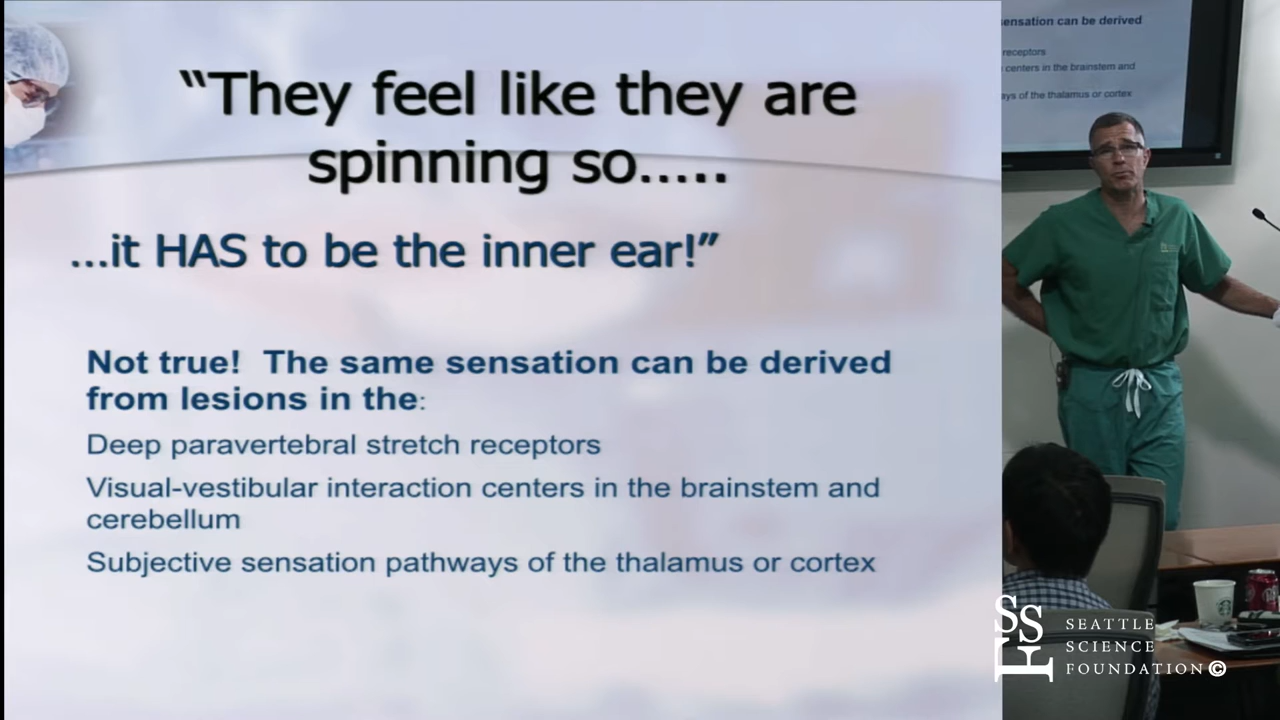 “They feel like they are
spinning so.....
...it HAS to be the inner ear!”
Not true!  The same sensation can be derived
from lesions in the:
Deep paravertebral stretch receptors
Visual-vestibular interaction centers in the brainstem and
cerebellum
Subjective sensation pathways of the thalamus or cortex
ensation can be derived
receptors
centers in the brainstem and
ays of the thalamus or cortex
SSF
SEATTLE
SCIENCE
FOUNDATION©